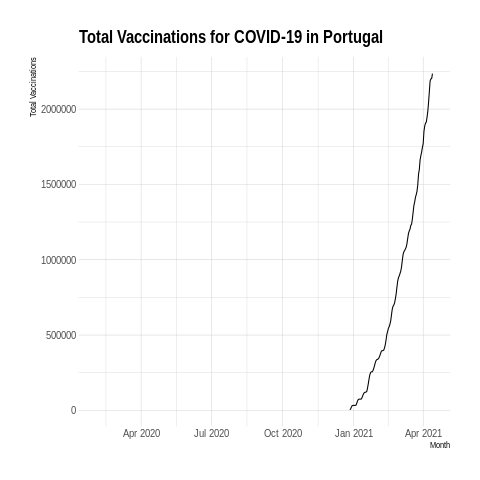 Total Vaccinations for COVID-19 in Portugal
Total Vaccinations
2000000
1500000
1000000
500000
0
Apr 2020 Jul 2020 Oct 2020 Jan 2021 Apr 2021
Month